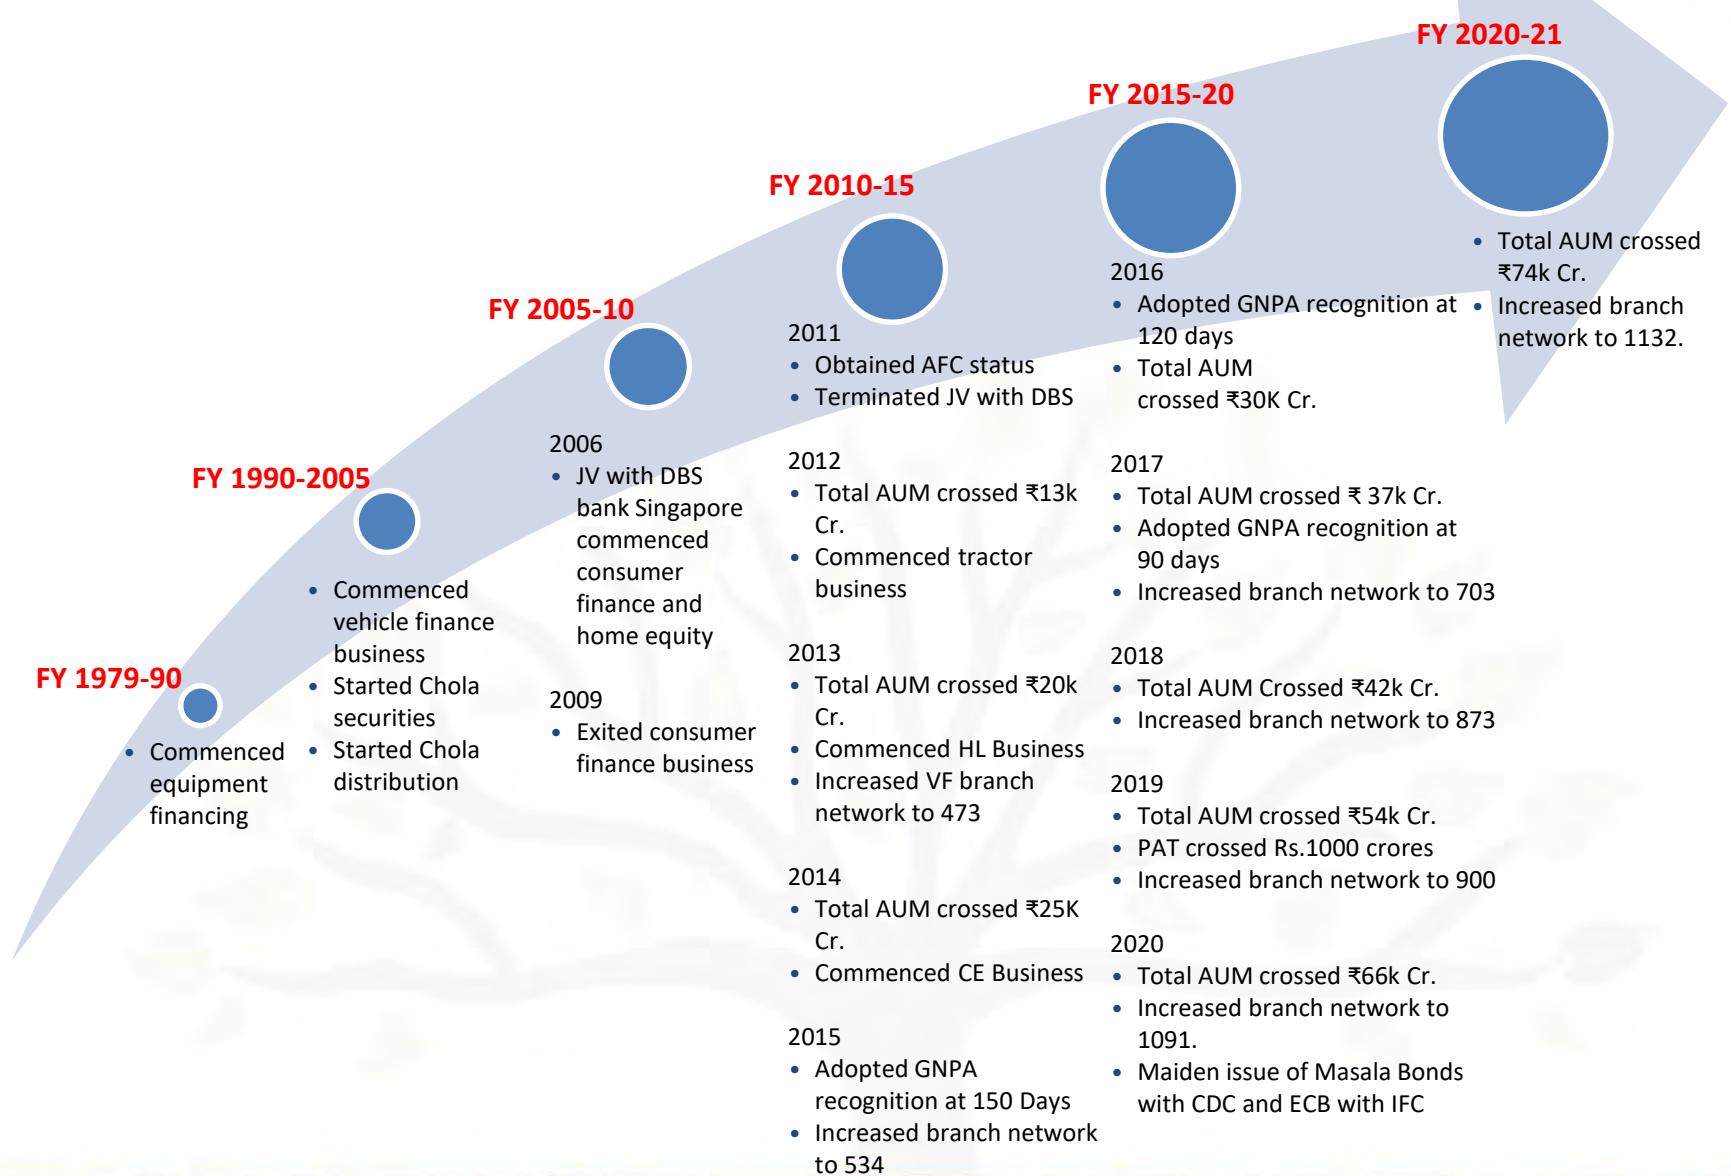 FY 1979-90
• Commenced
equipment
financing
FY 1990-2005
• Commenced
vehicle finance
business
• Started Chola
securities
• Started Chola
distribution
FY 2005-10
2006
• JV with DBS
bank Singapore
commenced
consumer
finance and
home equity
2009
• Exited consumer
finance business
FY 2010-15
2011
• Obtained AFC status
• Terminated JV with DBS
2012
• Total AUM crossed ₹13k
Cr.
• Commenced tractor
business
2013
• Total AUM crossed ₹20k
Cr.
• Commenced HL Business
• Increased VF branch
network to 473
2014
• Total AUM crossed ₹25K
Cr.
• Commenced CE Business
2015
• Adopted GNPA
recognition at 150 Days
• Increased branch network
to 534
FY 2015-20
2016
• Adopted GNPA recognition at
120 days
• Total AUM
crossed ₹30K Cr.
2017
• Total AUM crossed ₹ 37k Cr.
• Adopted GNPA recognition at
90 days
• Increased branch network to 703
2018
• Total AUM Crossed ₹42k Cr.
• Increased branch network to 873
2019
• Total AUM crossed ₹54k Cr.
• PAT crossed Rs.1000 crores
• Increased branch network to 900
2020
• Total AUM crossed ₹66k Cr.
• Increased branch network to
1091.
• Maiden issue of Masala Bonds
with CDC and ECB with IFC
FY 2020-21
• Total AUM crossed
₹74k Cr.
• Increased branch
network to 1132.